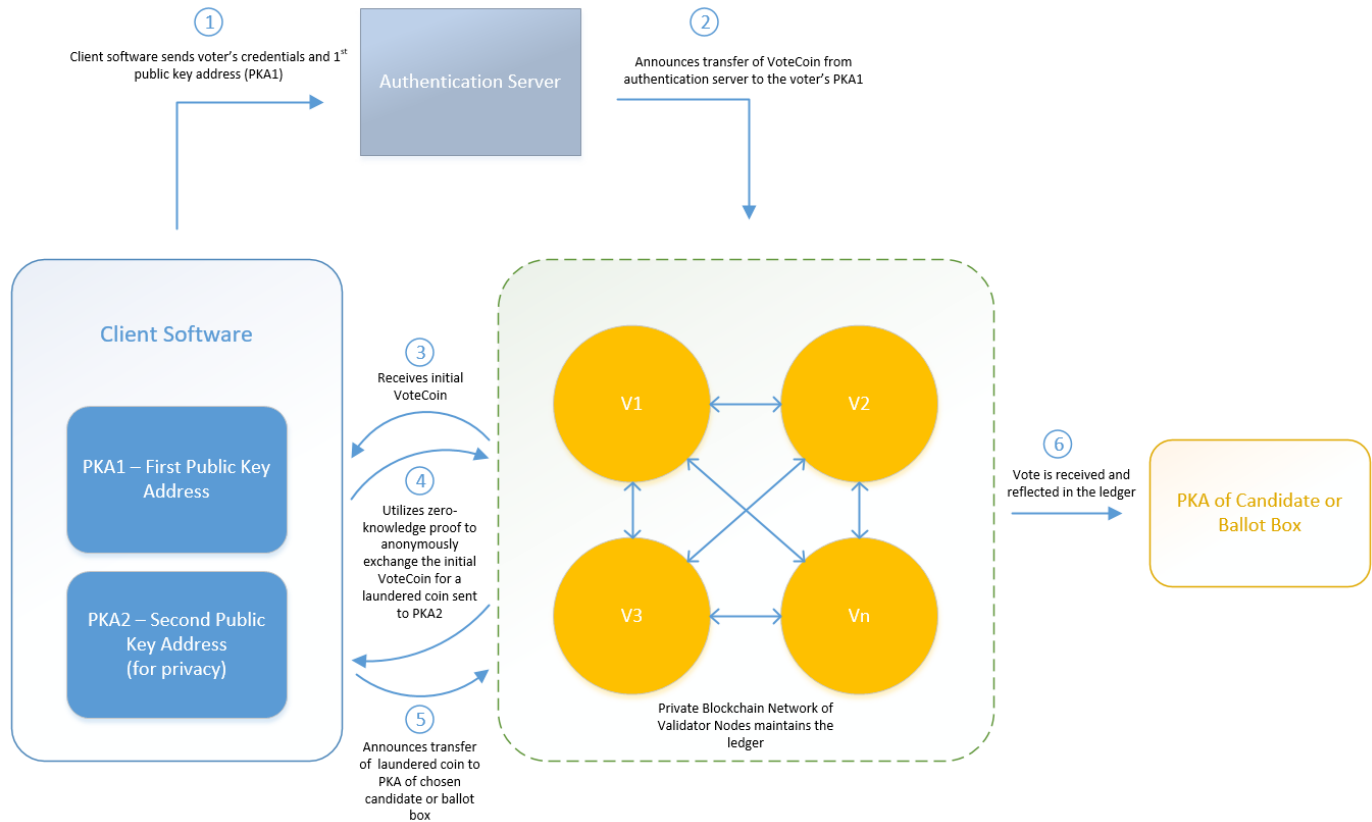 1
Client software sends voter's credentials and 1st
public key address (PKA1)
Authentication Server
2
Announces transfer of VoteCoin from
authentication server to the voter's PKA1
Client Software
PKA1 – First Public Key
Address
PKA2 – Second Public
Key Address
(for privacy)
3
Receives initial
VoteCoin
4
Utilizes zero-
knowledge proof to
anonymously
exchange the initial
VoteCoin for a
laundered coin sent
to PKA2
5
Announces transfer
of laundered coin to
PKA of chosen
candidate or ballot
box
V1
V2
V3
Vn
Private Blockchain Network of
Validator Nodes maintains the
ledger
6
Vote is received and
reflected in the ledger
PKA of Candidate or
Ballot Box